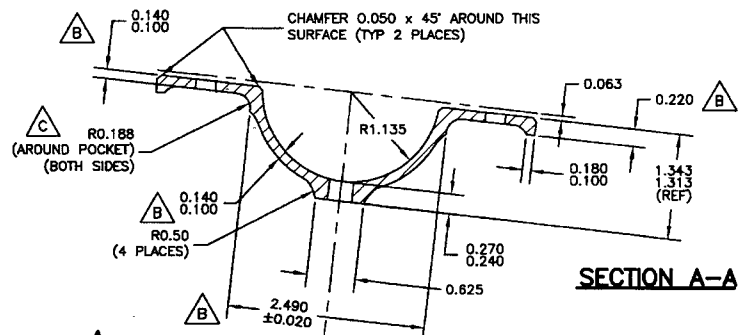 B
0.140
0.100
CHAMFER 0.050 x 45° AROUND THIS
SURFACE (TYP 2 PLACES)
0.063
0.220
B
C
R0.188
(AROUND POCKET)
(BOTH SIDES)
R1.135
0.180
0.100
1.343
1.313
(REF)
B
0.140
0.100
R0.50
(4 PLACES)
0.270
0.240
0.625
SECTION A-A
B
2.490
±0.020